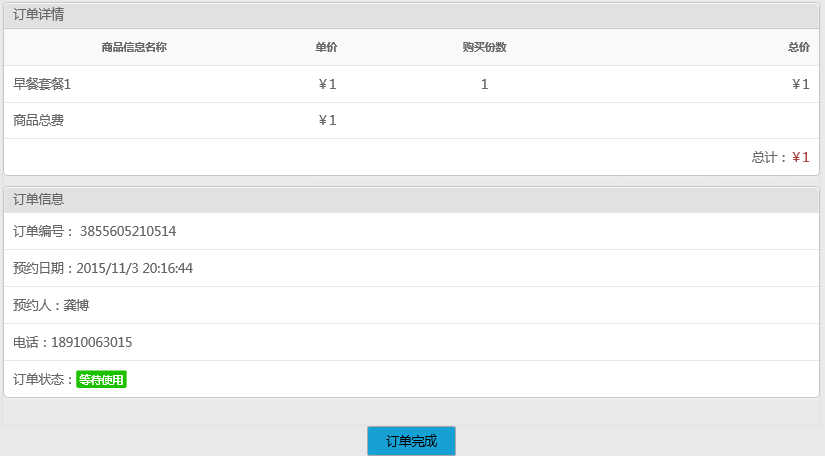 订单详情
商品信息名称 单价 购买份数 总价
早餐套餐1 ￥1 1 ￥1
商品总费 ￥1
总计：￥1
订单信息
订单编号： 3855605210514
预约日期：2015/11/3 20:16:44
预约人：龚博
电话：18910063015
订单状态：等待使用
订单完成